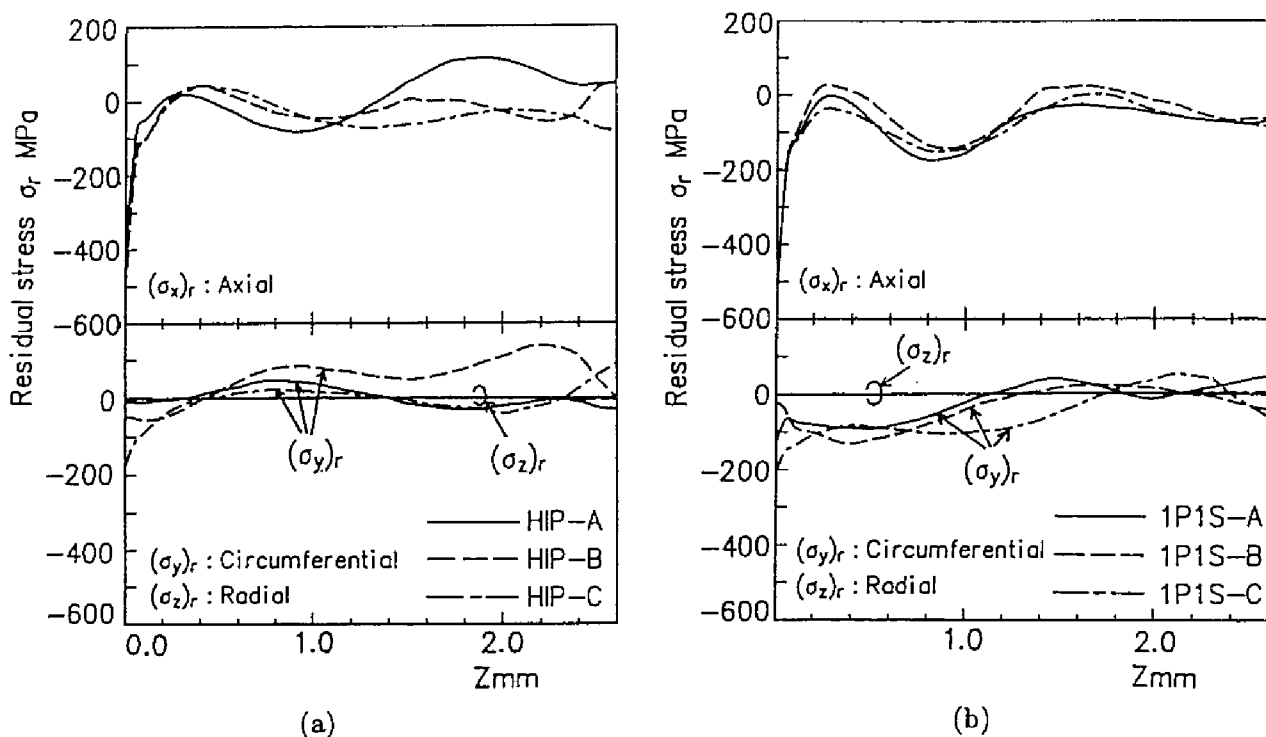 200
0
−200
−400
−600
0
−200
−400
−600
Residual stress σr MPa
(σx)r : Axial
(σy)r
(σz)r
HIP−A
HIP−B
HIP−C
(σy)r : Circumferential
(σz)r : Radial
0.0
1.0
2.0
Zmm
(a)
200
0
−200
−400
−600
0
−200
−400
−600
Residual stress σr MPa
(σx)r : Axial
(σz)r
(σy)r
1P1S−A
1P1S−B
1P1S−C
(σy)r : Circumferential
(σz)r : Radial
1.0
2.0
Zmm
(b)